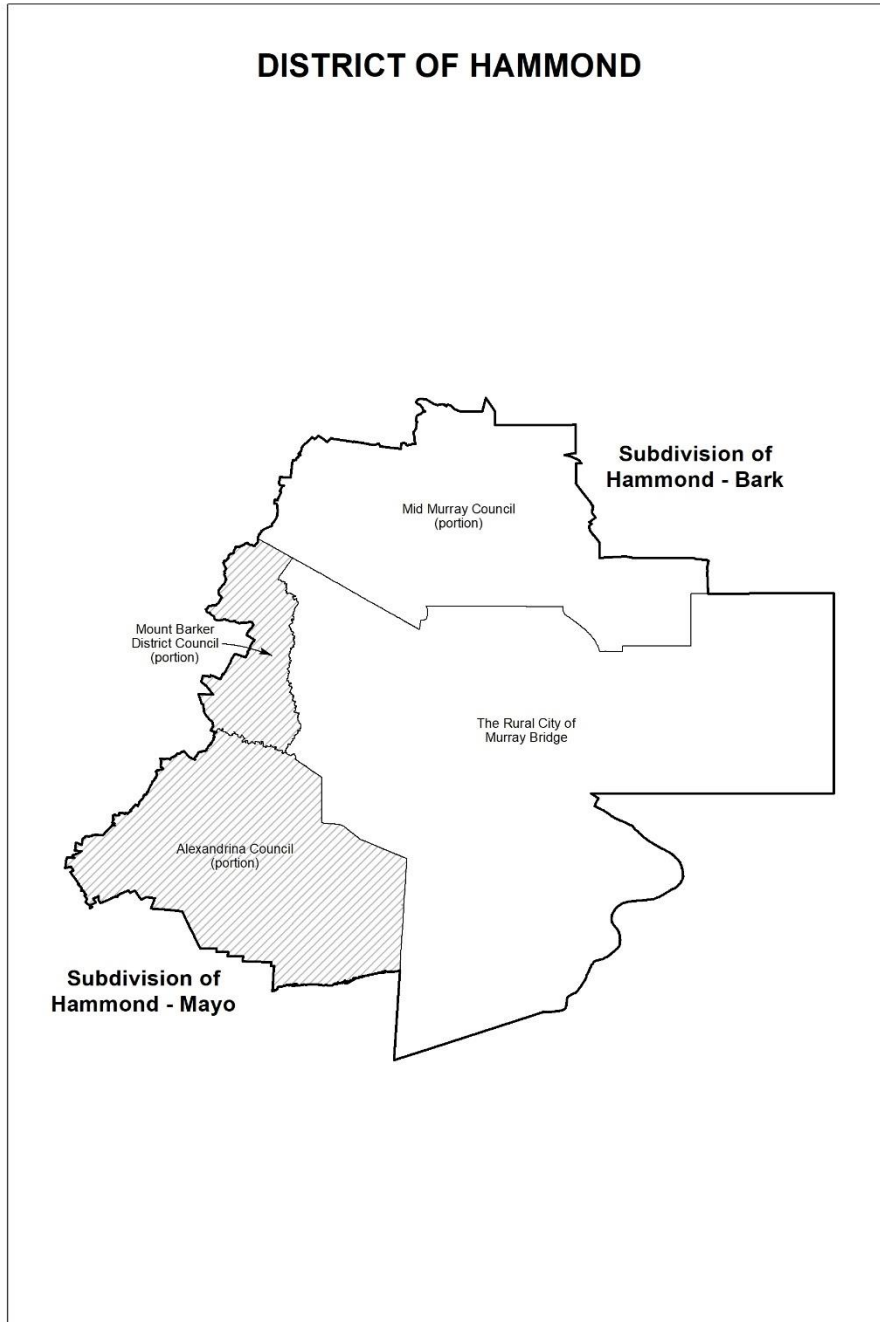 DISTRICT OF HAMMOND
Subdivision of
Hammond - Bark
Mid Murray Council
(portion)
Mount Barker
District Council
(portion)
The Rural City of
Murray Bridge
Alexandrina Council
(portion)
Subdivision of
Hammond - Mayo